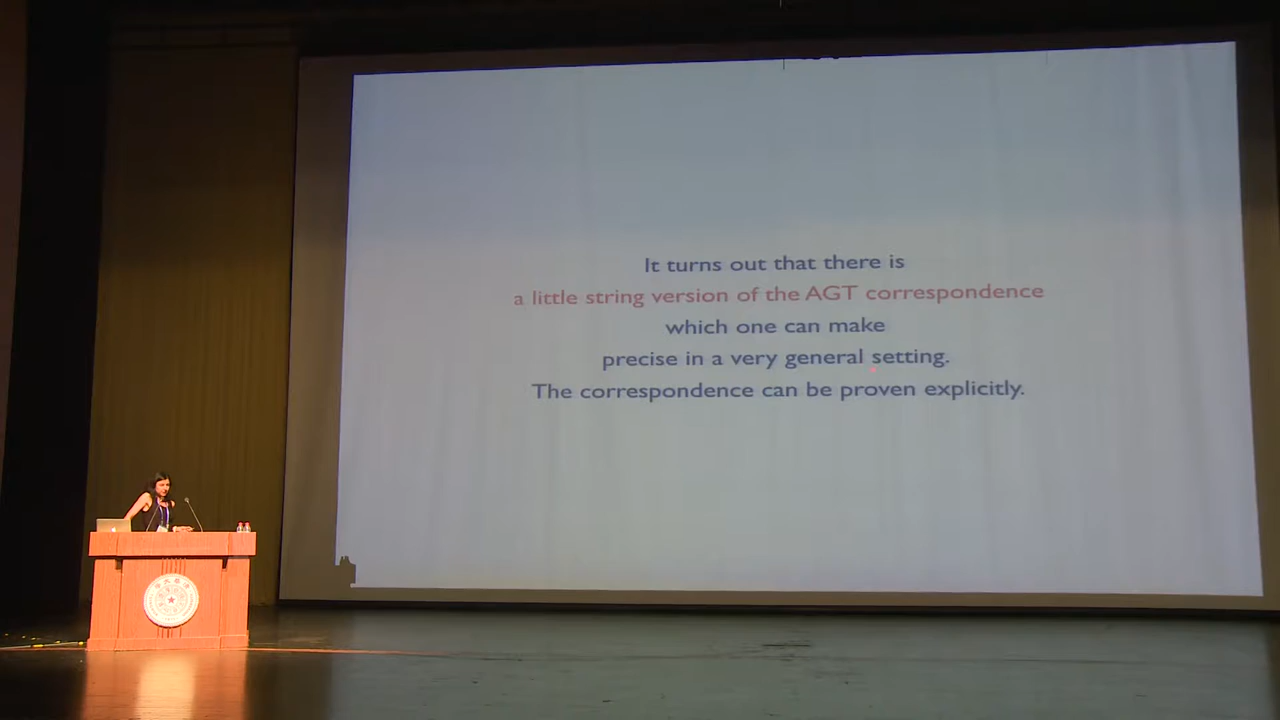 It turns out that there is
a little string version of the AGT correspondence
which one can make
precise in a very general setting.
The correspondence can be proven explicitly.